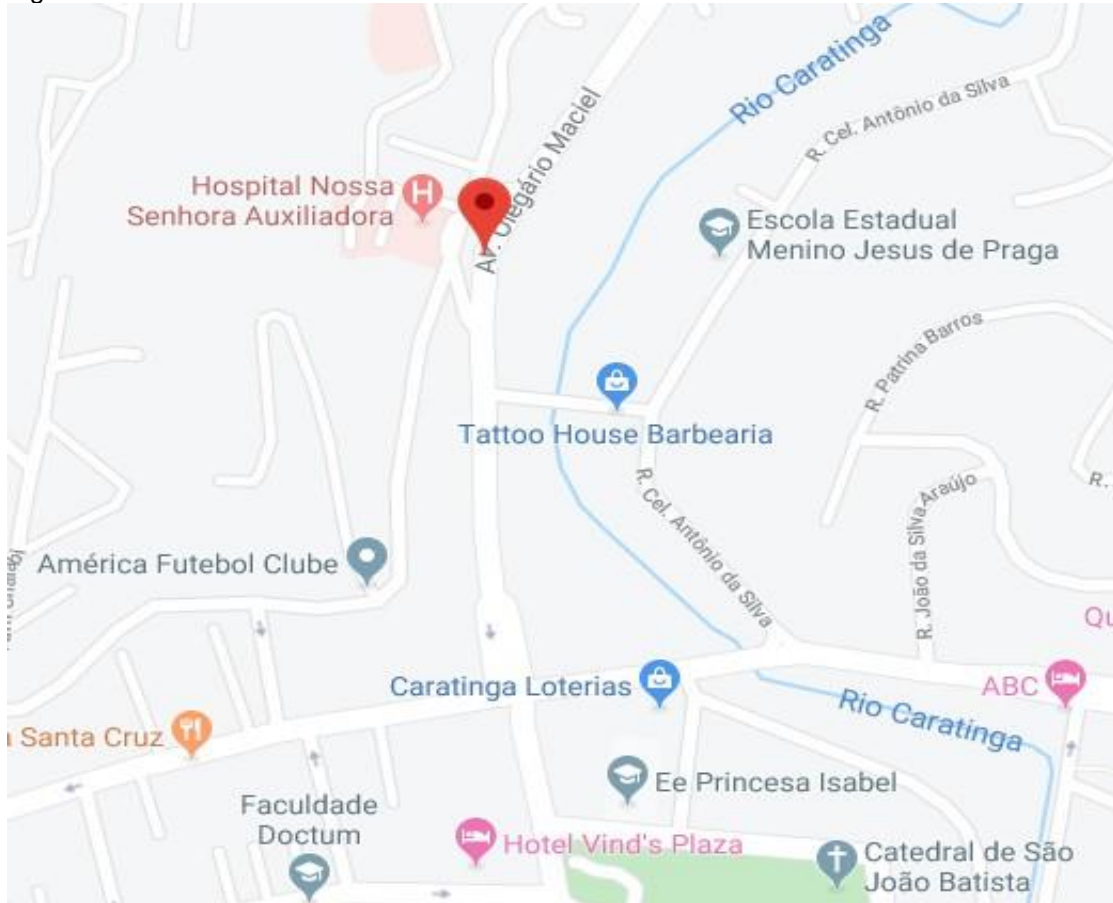 Rio Caratinga
R. Cel. Antônio da Silva
Av. Olegário Maciel
Hospital Nossa
Senhora Auxiliadora
H
Escola Estadual
Menino Jesus de Praga
R. Patrina Barros
Tattoo House Barbearia
R. Cel. Antônio da Silva
R. João da Silva Araújo
R.
América Futebol Clube
Qu
Caratinga Loterias
ABC
Rio Caratinga
a Santa Cruz
Ee Princesa Isabel
Faculdade
Doctum
Hotel Vind's Plaza
Catedral de São
João Batista